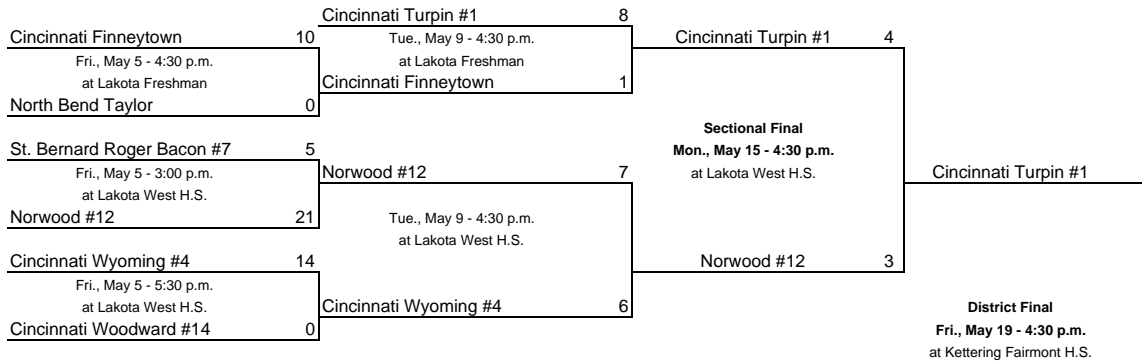 Cincinnati Turpin #1 8
Cincinnati Finneytown 10
Tue., May 9 - 4:30 p.m.
Cincinnati Turpin #1 4
Fri., May 5 - 4:30 p.m.
at Lakota Freshman
at Lakota Freshman
Cincinnati Finneytown 1
North Bend Taylor 0
Sectional Final
St. Bernard Roger Bacon #7 5
Mon., May 15 - 4:30 p.m.
Fri., May 5 - 3:00 p.m.
Norwood #12 7
at Lakota West H.S.
Cincinnati Turpin #1
at Lakota West H.S.
Norwood #12 21
Tue., May 9 - 4:30 p.m.
at Lakota West H.S.
Cincinnati Wyoming #4 14
Norwood #12 3
Fri., May 5 - 5:30 p.m.
at Lakota West H.S.
Cincinnati Wyoming #4 6
District Final
Cincinnati Woodward #14 0
Fri., May 19 - 4:30 p.m.
at Kettering Fairmont H.S.